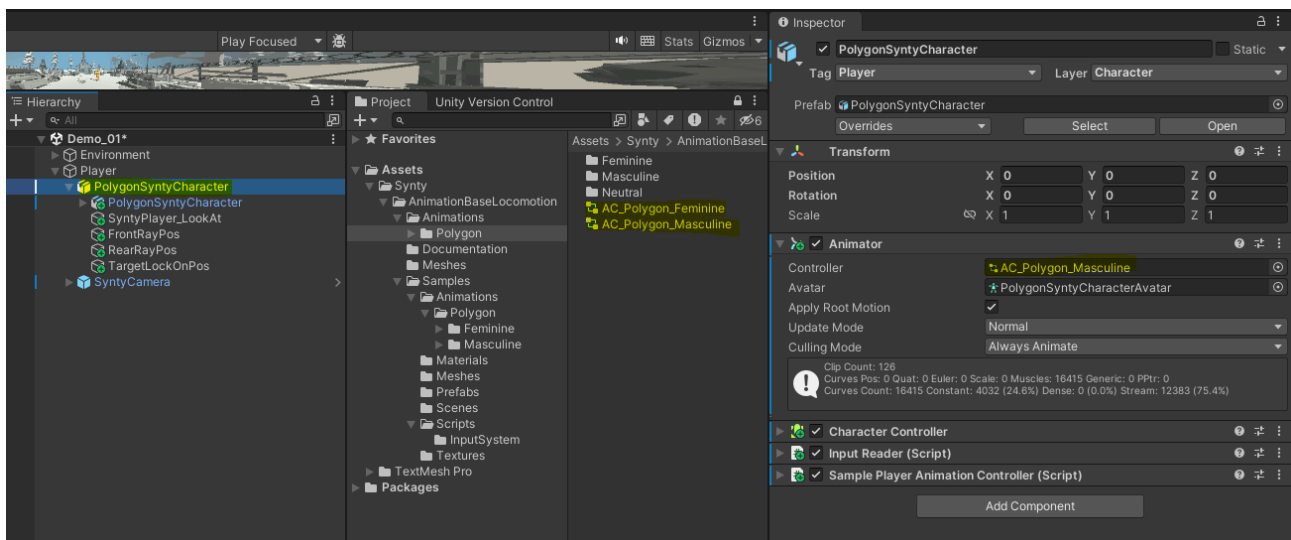 Play Focused
Stats Gizmos
Hierarchy
All
Demo_01*
Environment
Player
PolygonSyntyCharacter
PolygonSyntyCharacter
SyntyPlayer_LookAt
FrontRayPos
RearRayPos
TargetLockOnPos
SyntyCamera
Project Unity Version Control
6
Favorites
Assets
Synty
AnimationBaseLocomotion
Animations
Polygon
Documentation
Meshes
Samples
Animations
Polygon
Feminine
Masculine
Materials
Meshes
Prefabs
Scenes
Scripts
InputSystem
Textures
TextMesh Pro
Packages
Assets > Synty > AnimationBaseL
Feminine
Masculine
Neutral
AC_Polygon_Feminine
AC_Polygon_Masculine
Inspector
PolygonSyntyCharacter Static
Tag Player Layer Character
Prefab PolygonSyntyCharacter
Overrides Select Open
Transform
Position X 0 Y 0 Z 0
Rotation X 0 Y 0 Z 0
Scale X 1 Y 1 Z 1
Animator
Controller AC_Polygon_Masculine
Avatar PolygonSyntyCharacterAvatar
Apply Root Motion
Update Mode Normal
Culling Mode Always Animate
Clip Count: 126
Curves Pos: 0 Quat: 0 Euler: 0 Scale: 0 Muscles: 16415 Generic: 0 PPtr: 0
Curves Count: 16415 Constant: 4032 (24.6%) Dense: 0 (0.0%) Stream: 12383 (75.4%)
Character Controller
Input Reader (Script)
Sample Player Animation Controller (Script)
Add Component